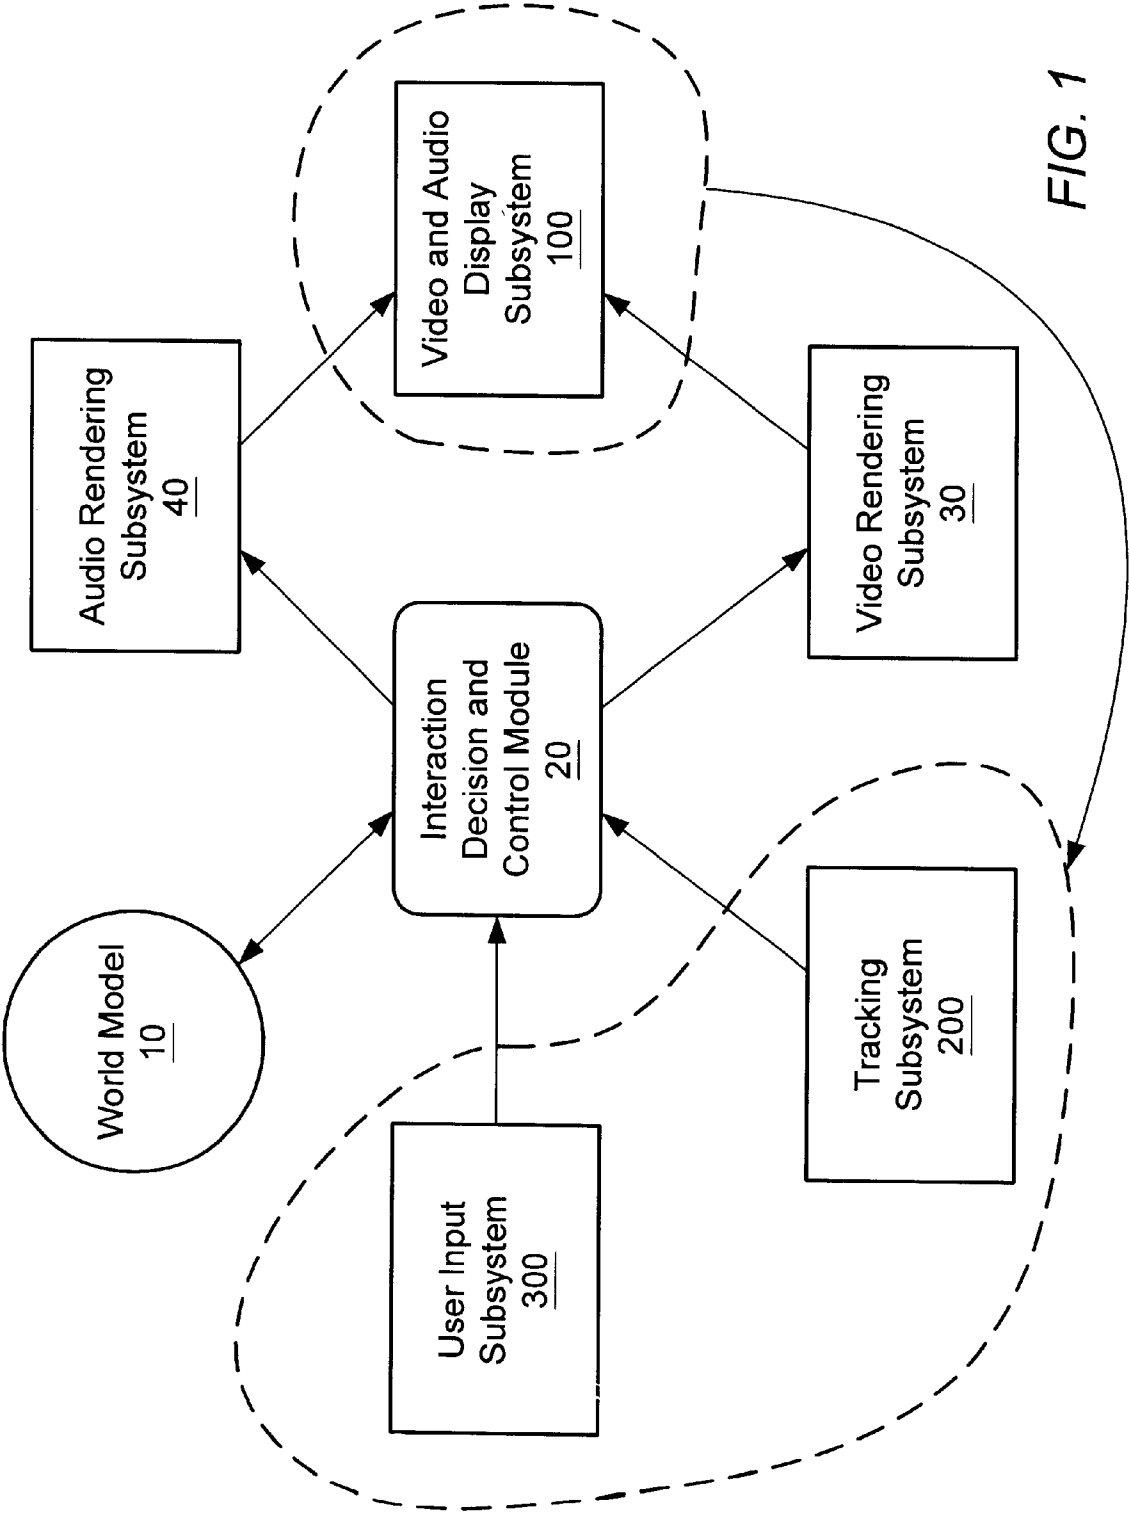 World Model
10
Audio Rendering
Subsystem
40
User Input
Subsystem
300
Interaction
Decision and
Control Module
20
Video and Audio
Display
Subsystem
100
Tracking
Subsystem
200
Video Rendering
Subsystem
30
FIG. 1